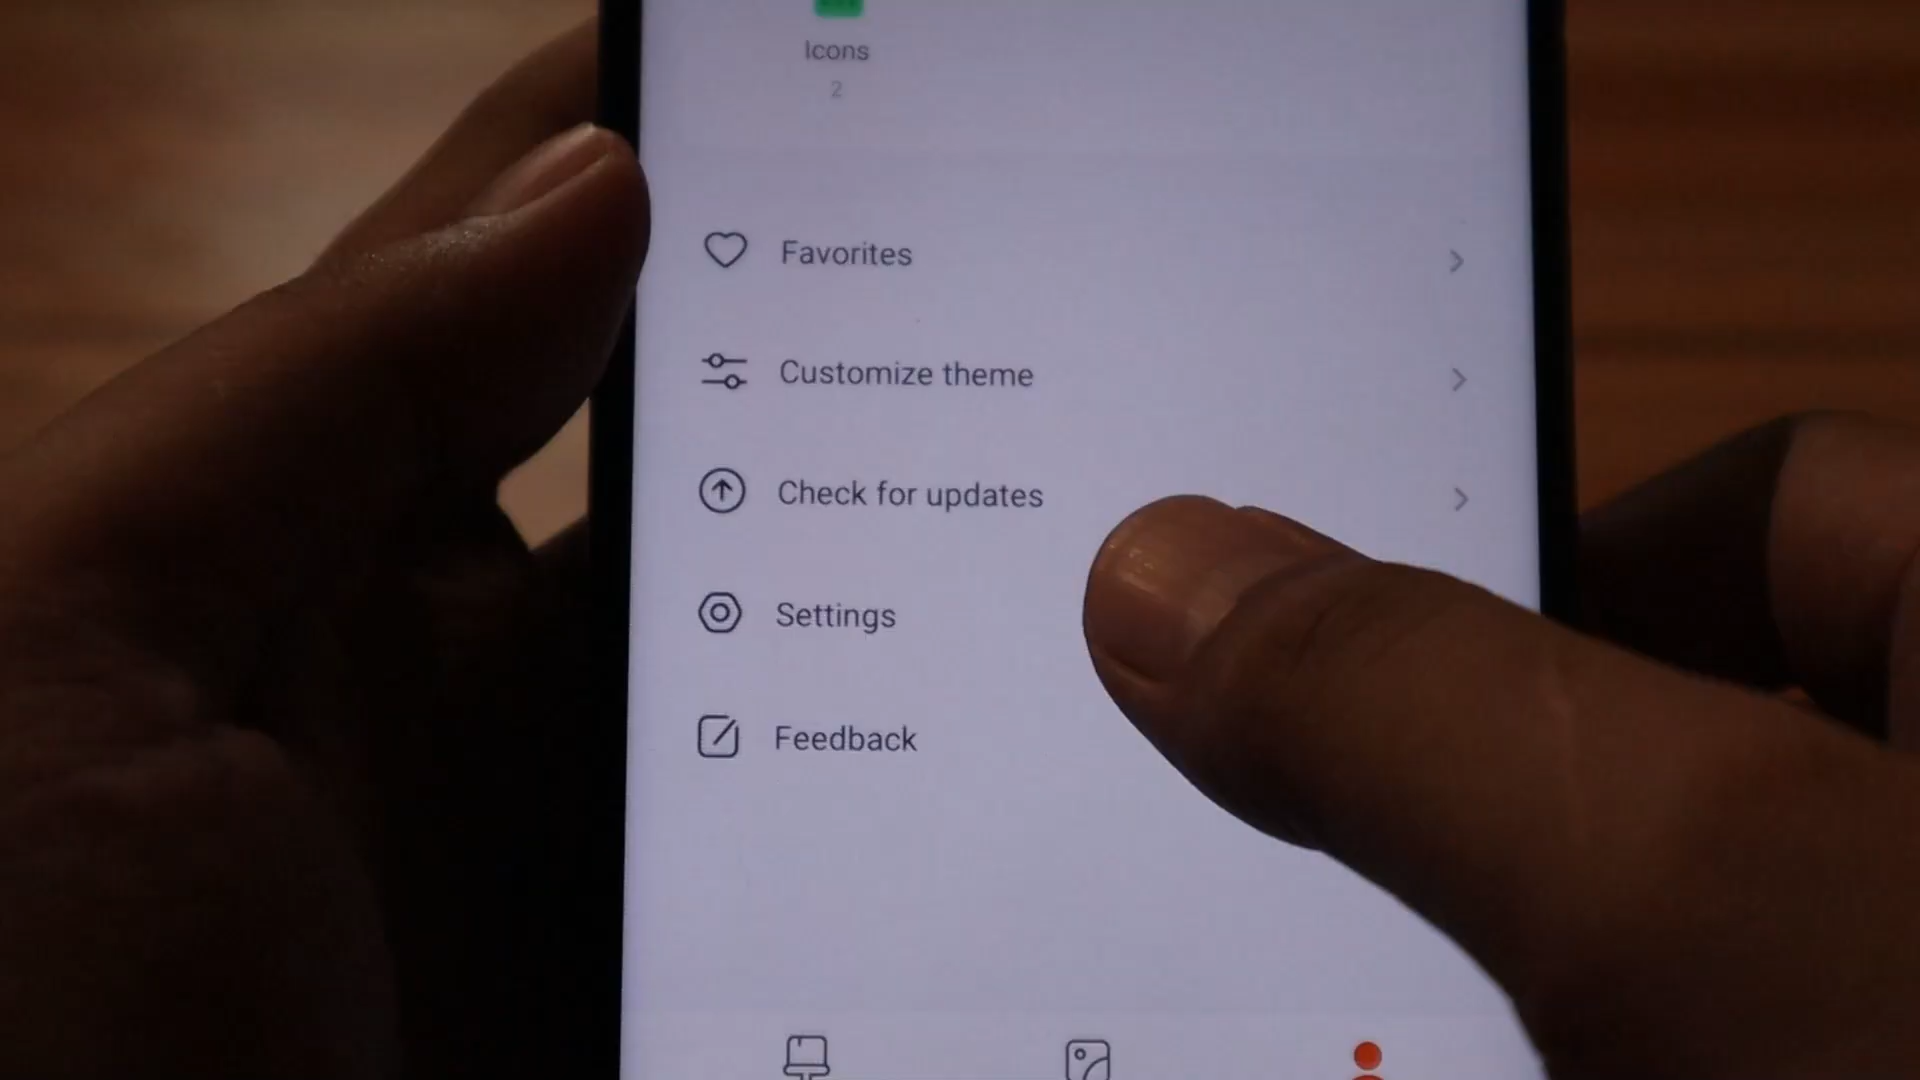 Icons
2
Favorites
Customize theme
Check for updates
Settings
Feedback